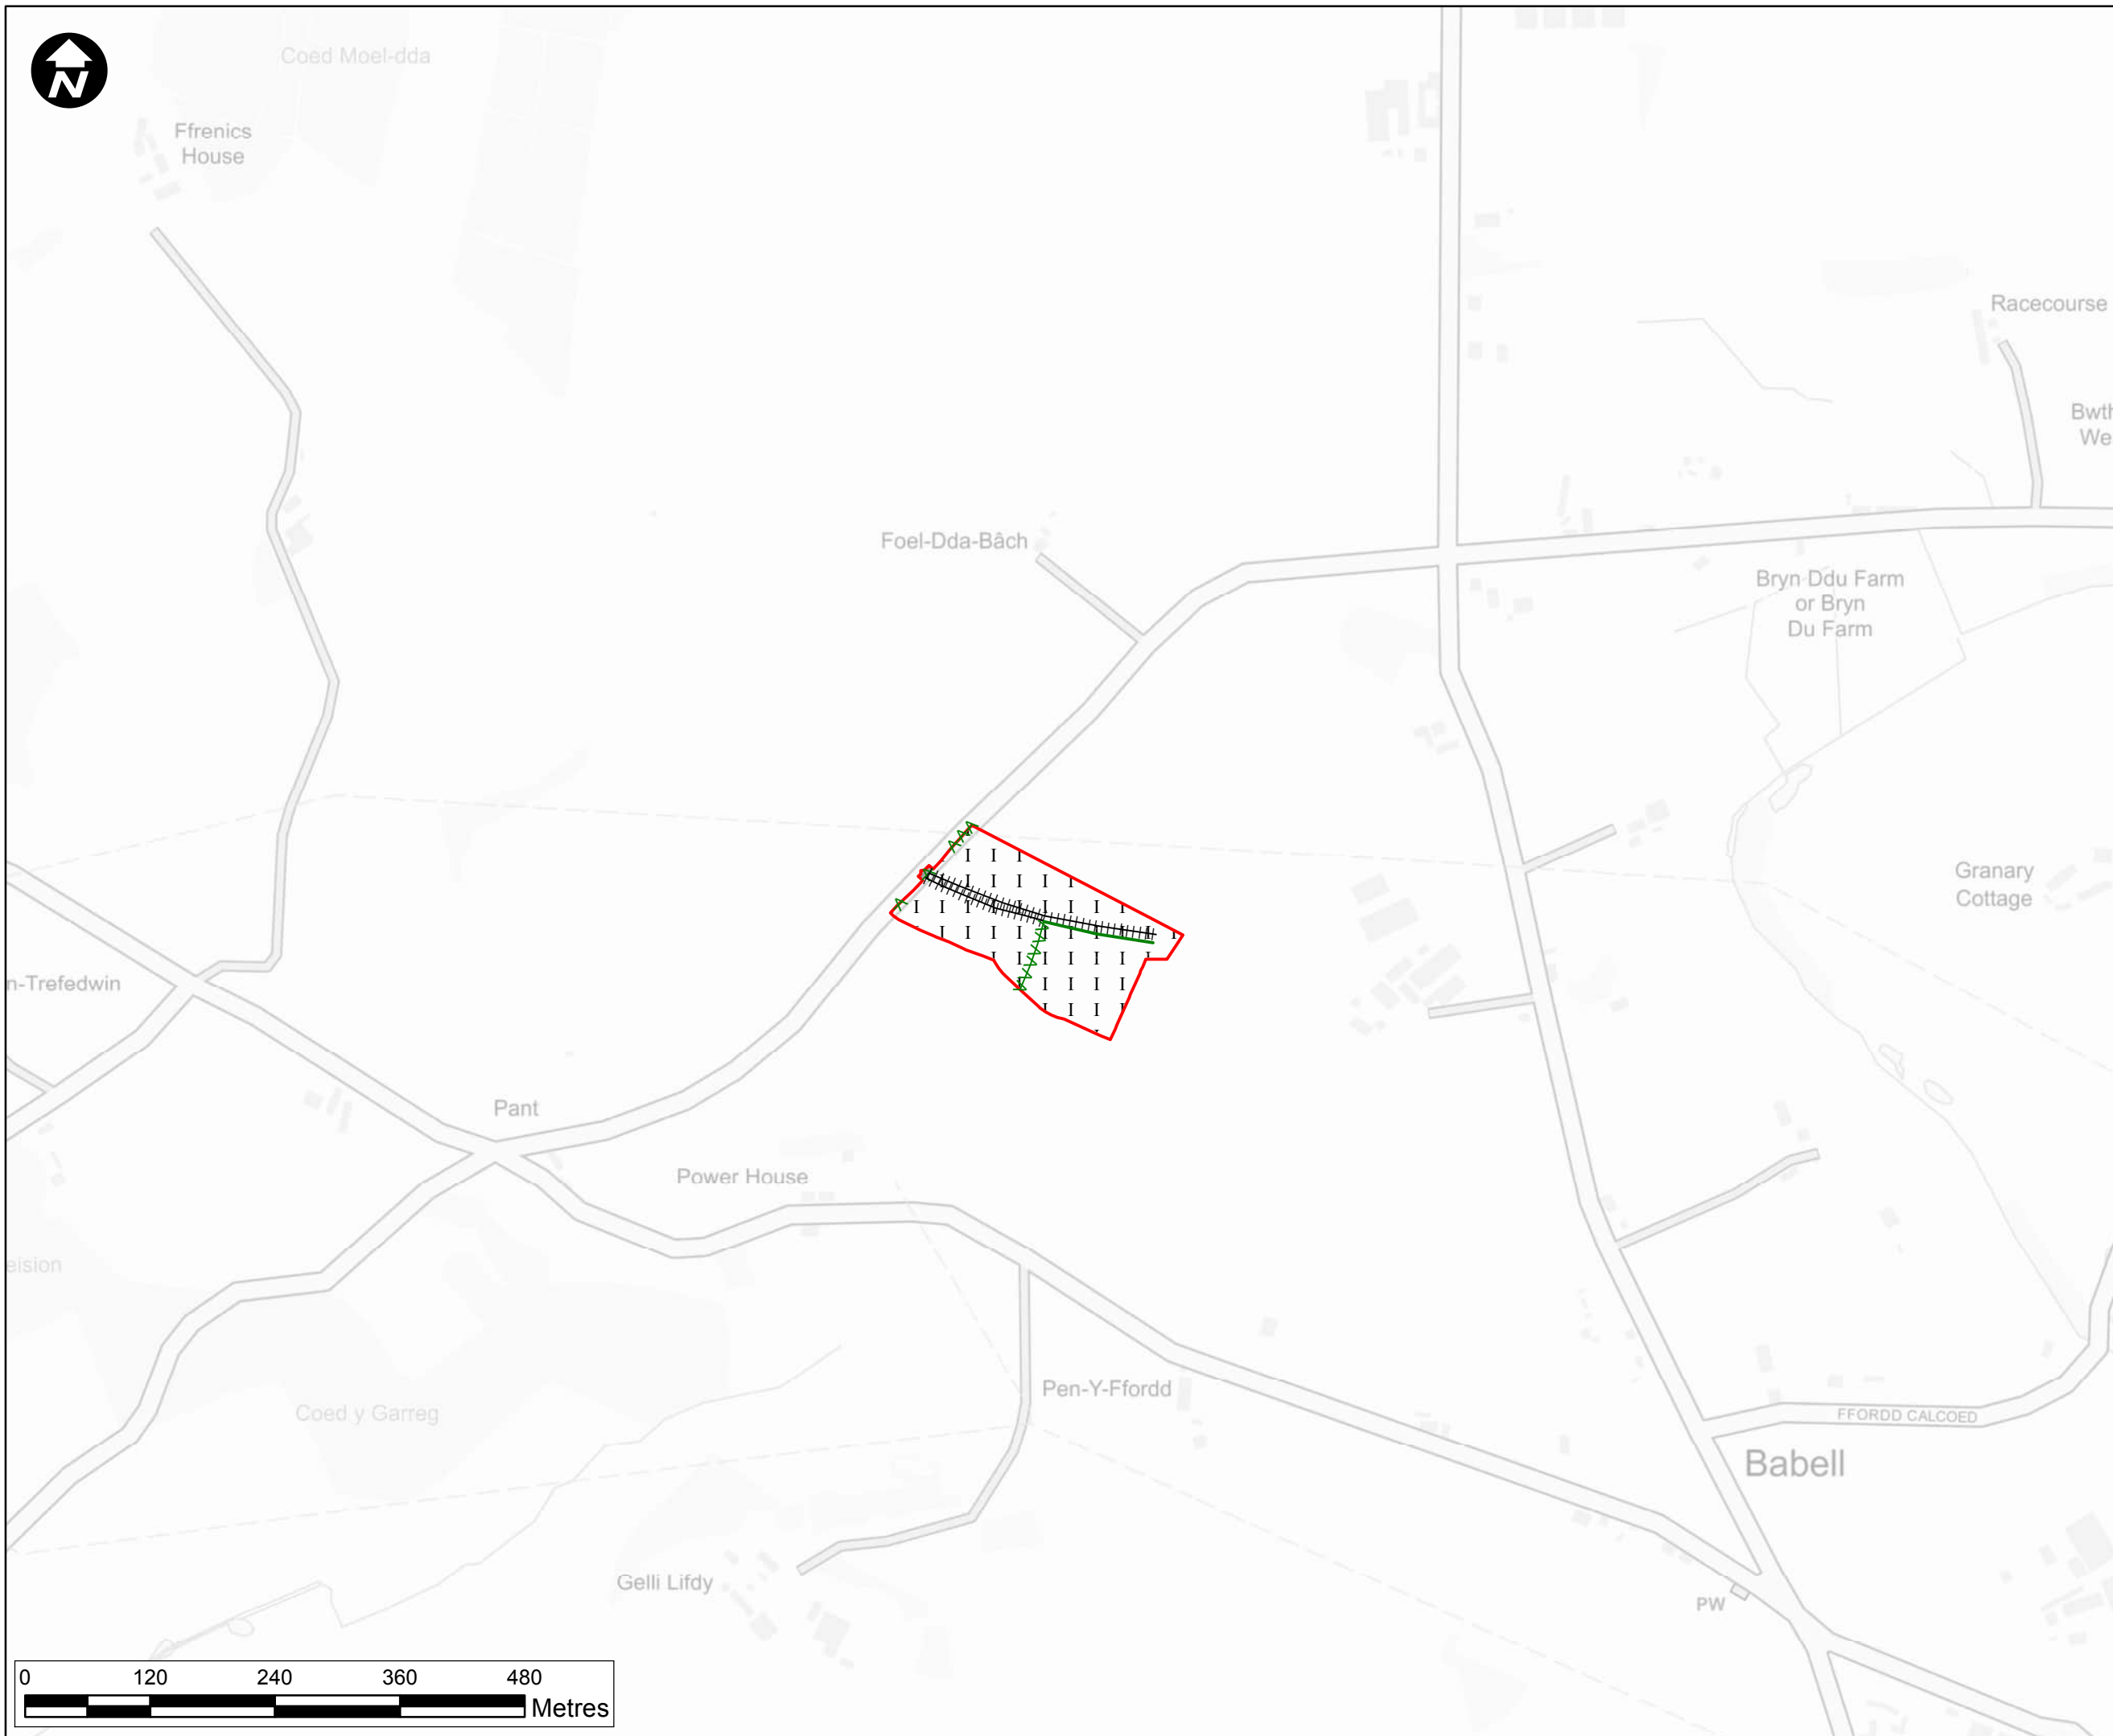 Coed Moel-dda
N
Ffrenics
House
Racecourse
Bwth
We
Foel-Dda-Bâch
Bryn Ddu Farm
or Bryn
Du Farm
Granary
Cottage
n-Trefedwin
Pant
Power House
eision
Pen-Y-Ffordd
Coed y Garreg
FFORDD CALCOED
Babell
Gelli Lifdy
PW
0 120 240 360 480
Metres